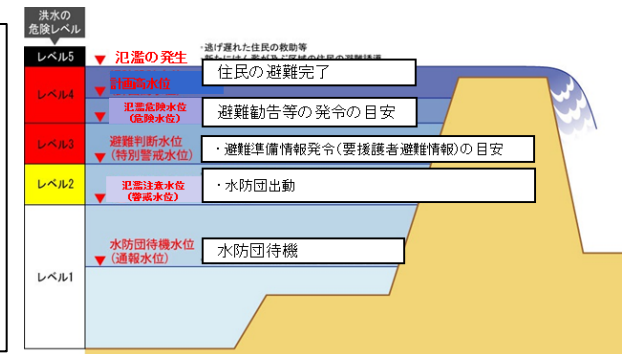 洪水の
危険レベル
レベル5
氾濫の発生
・逃げ遅れた住民の救助等
住民の避難完了
レベル4
計画高水位
氾濫危険水位
(危険水位)
避難勧告等の発令の目安
レベル3
避難判断水位
(特別警戒水位)
・避難準備情報発令(要援護者避難情報)の目安
レベル2
氾濫注意水位
(警戒水位)
・水防団出動
レベル1
水防団待機水位
(通報水位)
水防団待機